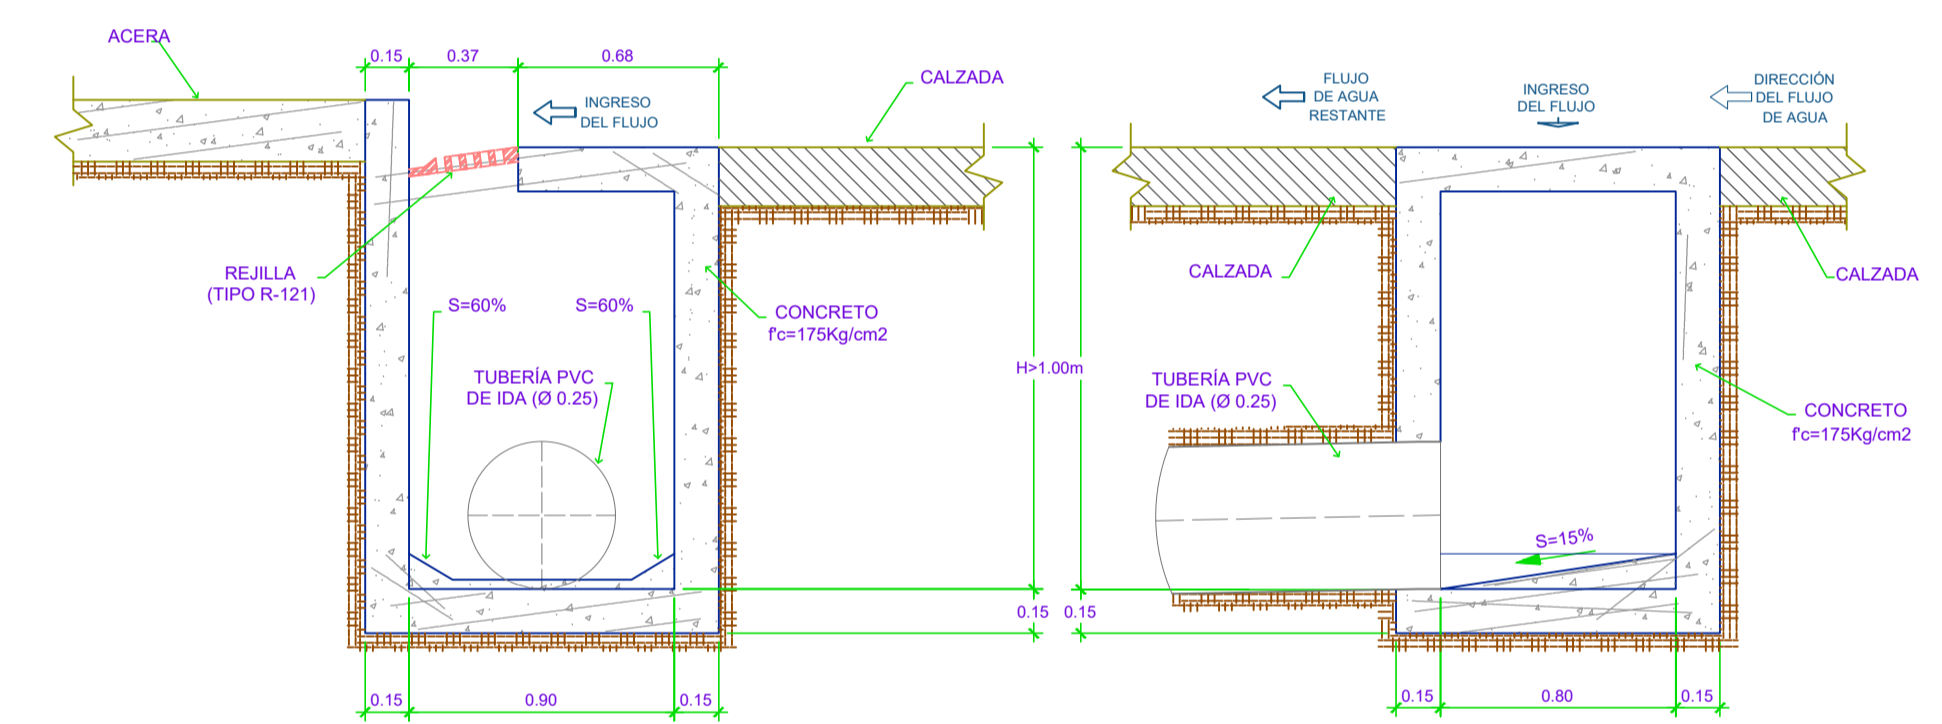 ACERA
0.15
0.37
0.68
INGRESO
DEL FLUJO
CALZADA
REJILLA
(TIPO R-121)
S=60%
S=60%
CONCRETO
f'c=175Kg/cm2
TUBERÍA PVC
DE IDA (Ø 0.25)
0.15
0.90
0.15
H>1.00m
0.15
0.15
FLUJO
DE AGUA
RESTANTE
INGRESO
DEL FLUJO
DIRECCIÓN
DEL FLUJO
DE AGUA
CALZADA
CALZADA
TUBERÍA PVC
DE IDA (Ø 0.25)
CONCRETO
f'c=175Kg/cm2
S=15%
0.15
0.80
0.15